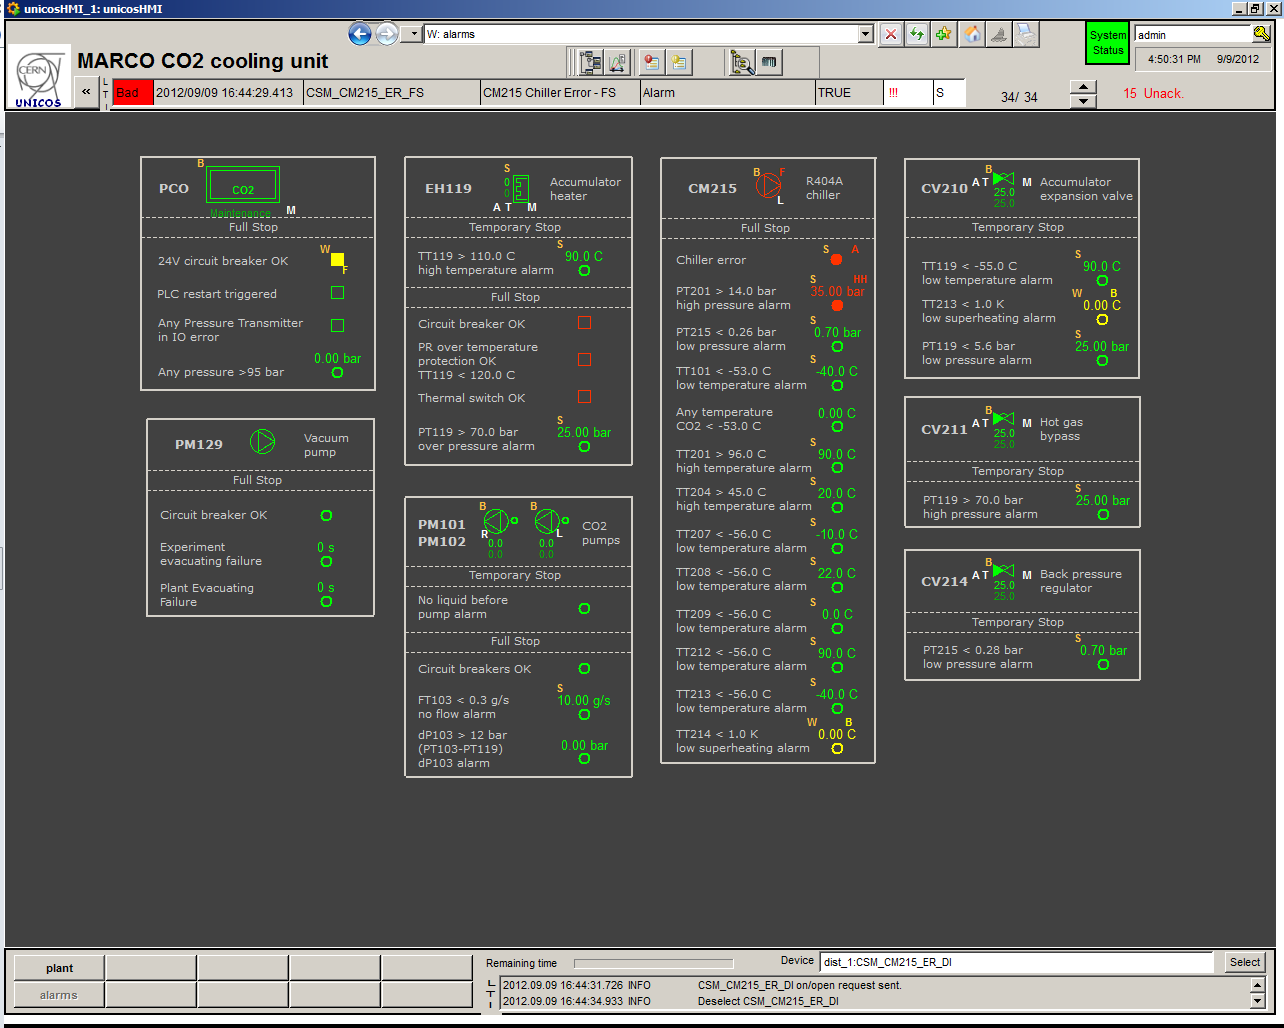 unicosHMI_1: unicosHMI
W: alarms
System Status
admin
4:50:31 PM 9/9/2012
CERN
UNICOS
MARCO CO2 cooling unit
«
L T I
Bad 2012/09/09 16:44:29.413 CSM_CM215_ER_FS CM215 Chiller Error - FS Alarm TRUE !!! S
34/ 34
15 Unack.
PCO B CO2 Maintenance M
Full Stop
24V circuit breaker OK W F
PLC restart triggered
Any Pressure Transmitter
in IO error
0.00 bar
Any pressure >95 bar
PM129 Vacuum
pump
Full Stop
Circuit breaker OK
Experiment 0 s
evacuating failure
Plant Evacuating 0 s
Failure
EH119 S 0 0 A T M Accumulator
heater
Temporary Stop
TT119 > 110.0 C S 90.0 C
high temperature alarm
Full Stop
Circuit breaker OK
PR over temperature
protection OK
TT119 < 120.0 C
Thermal switch OK
PT119 > 70.0 bar S 25.00 bar
over pressure alarm
PM101 B R 0.0 0.0
PM102 B L 0.0 0.0
CO2
pumps
Temporary Stop
No liquid before
pump alarm
Full Stop
Circuit breakers OK
FT103 < 0.3 g/s S 10.00 g/s
no flow alarm
dP103 > 12 bar
(PT103-PT119) 0.00 bar
dP103 alarm
CM215 B F L R404A
chiller
Full Stop
Chiller error S A
PT201 > 14.0 bar S HH 35.00 bar
high pressure alarm
PT215 < 0.26 bar S 0.70 bar
low pressure alarm
TT101 < -53.0 C S -40.0 C
low temperature alarm
Any temperature 0.00 C
CO2 < -53.0 C
TT201 > 96.0 C S 90.0 C
high temperature alarm
TT204 > 45.0 C S 20.0 C
high temperature alarm
TT207 < -56.0 C S -10.0 C
low temperature alarm
TT208 < -56.0 C S 22.0 C
low temperature alarm
TT209 < -56.0 C S 0.0 C
low temperature alarm
TT212 < -56.0 C S 90.0 C
low temperature alarm
TT213 < -56.0 C S -40.0 C
low temperature alarm
TT214 < 1.0 K W B 0.00 C
low superheating alarm
CV210 A T B M 25.0 25.0 Accumulator
expansion valve
Temporary Stop
TT119 < -55.0 C S 90.0 C
low temperature alarm
TT213 < 1.0 K W B 0.00 C
low superheating alarm
PT119 < 5.6 bar S 25.00 bar
low pressure alarm
CV211 A T B M 25.0 25.0 Hot gas
bypass
Temporary Stop
PT119 > 70.0 bar S 25.00 bar
high pressure alarm
CV214 A T B M 25.0 25.0 Back pressure
regulator
Temporary Stop
PT215 < 0.28 bar S 0.70 bar
low pressure alarm
plant
alarms
Remaining time
Device dist_1:CSM_CM215_ER_DI Select
L T I
2012.09.09 16:44:31.726 INFO CSM_CM215_ER_DI on/open request sent.
2012.09.09 16:44:34.933 INFO Deselect CSM_CM215_ER_DI